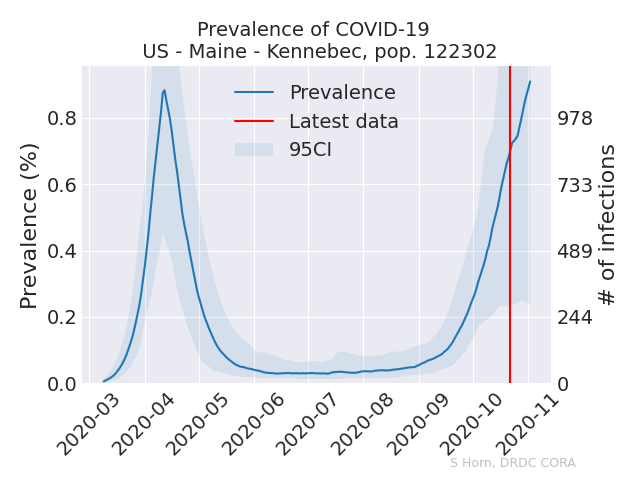 Prevalence of COVID-19
US - Maine - Kennebec, pop. 122302
Prevalence
Latest data
95CI
Prevalence (%)
0.8
0.6
0.4
0.2
0.0
978
733
489
244
0
# of infections
2020-03
2020-04
2020-05
2020-06
2020-07
2020-08
2020-09
2020-10
2020-11
S Horn, DRDC CORA